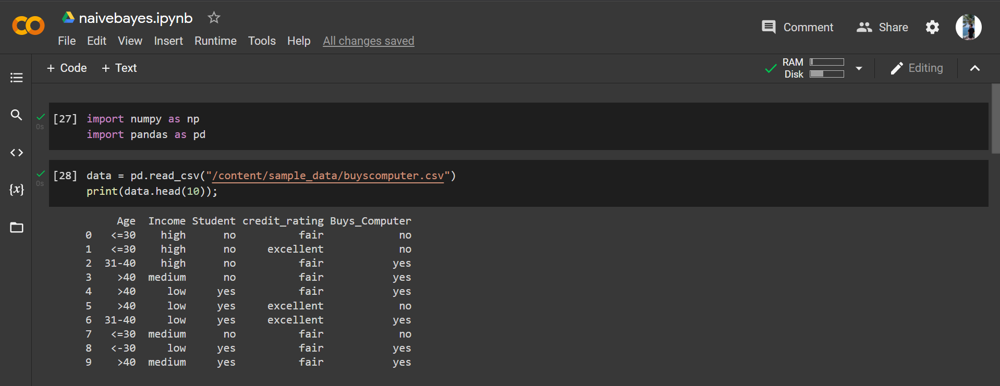 naivebayes.ipynb
File Edit View Insert Runtime Tools Help All changes saved
Comment Share
+ Code + Text
RAM
Disk
Editing
[27] import numpy as np
0s
import pandas as pd
[28] data = pd.read_csv("/content/sample_data/buyscomputer.csv")
0s
print(data.head(10));
{x}
Age Income Student credit_rating Buys_Computer
0 <=30 high no fair no
1 <=30 high no excellent no
2 31-40 high no fair yes
3 >40 medium no fair yes
4 >40 low yes fair yes
5 >40 low yes excellent no
6 31-40 low yes excellent yes
7 <=30 medium no fair no
8 <-30 low yes fair yes
9 >40 medium yes fair yes